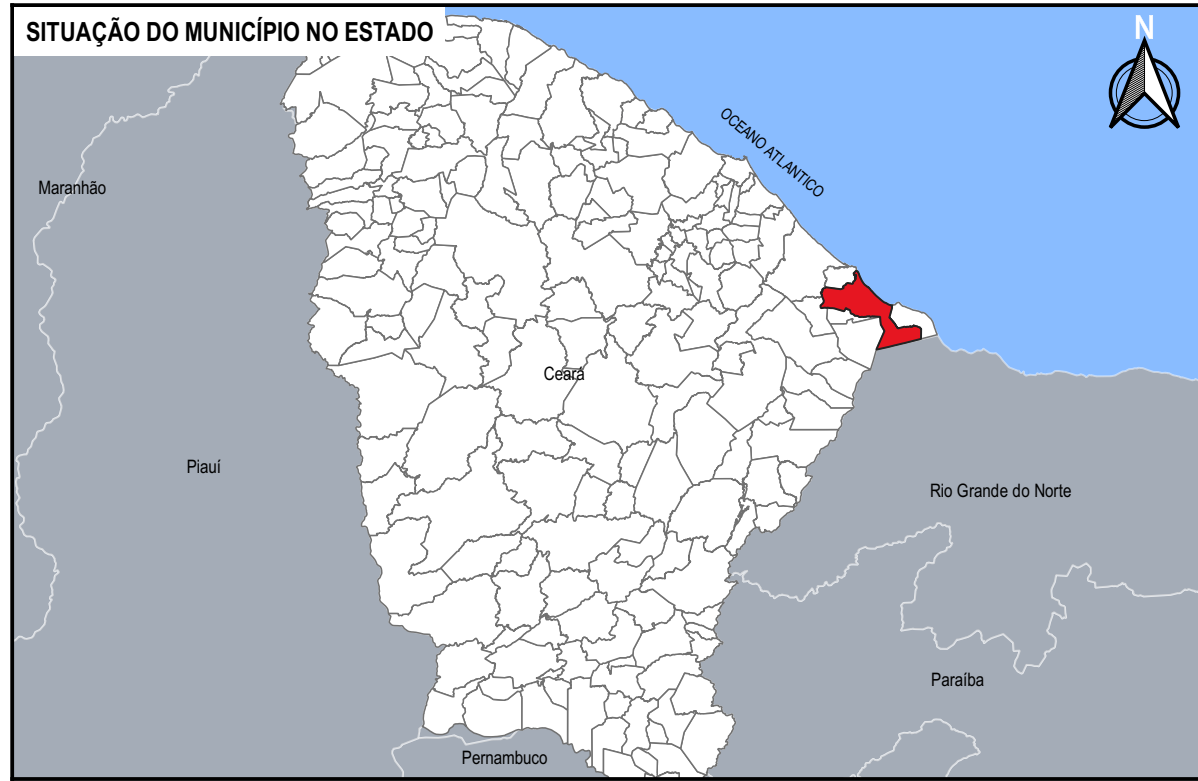 SITUAÇÃO DO MUNICÍPIO NO ESTADO
N
OCEANO ATLANTICO
Maranhão
Ceará
Piauí
Rio Grande do Norte
Paraíba
Pernambuco